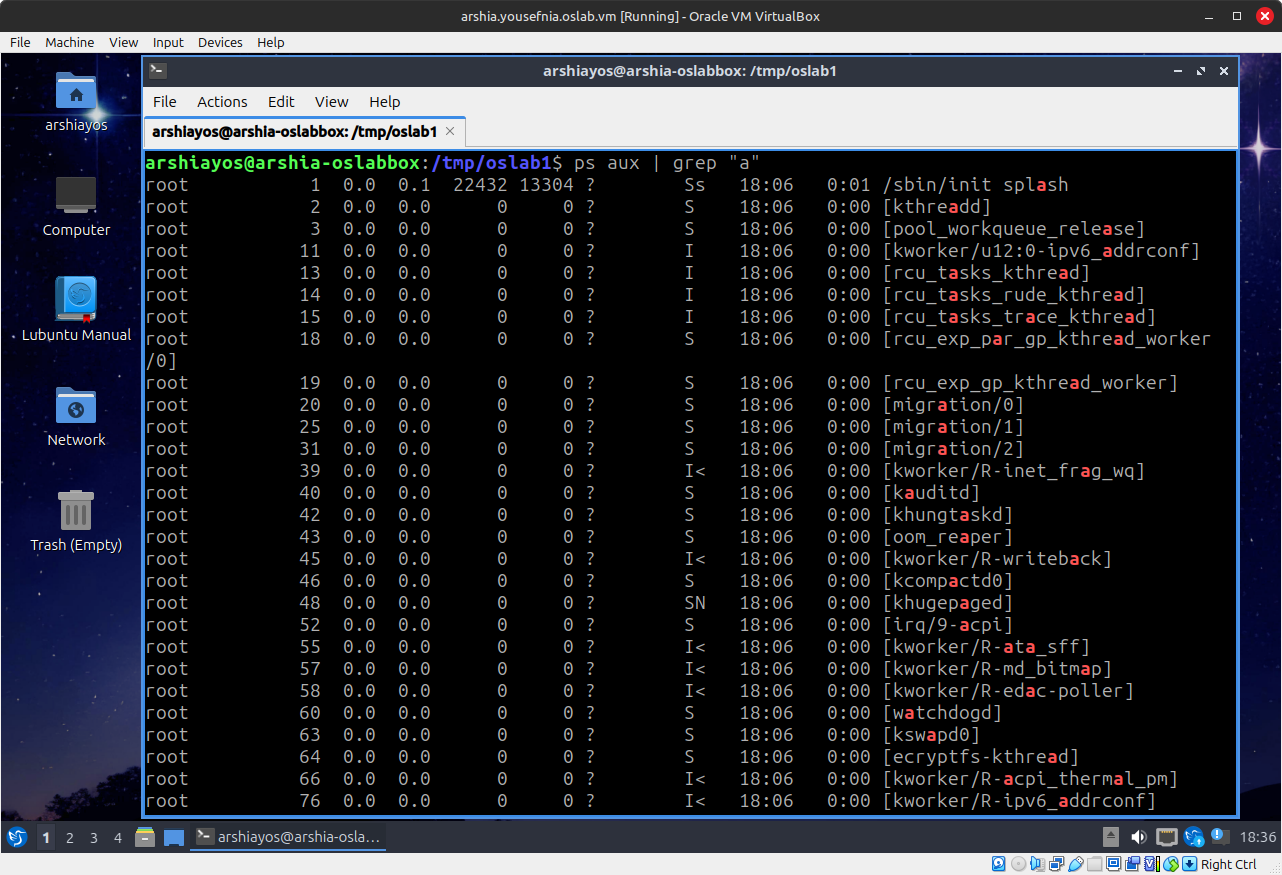 arshia.yousefnia.oslab.vm [Running] - Oracle VM VirtualBox
File Machine View Input Devices Help
arshiayos@arshia-oslabbox: /tmp/oslab1
File Actions Edit View Help
arshiayos@arshia-oslabbox: /tmp/oslab1
arshiayos
Computer
Lubuntu Manual
Network
Trash (Empty)
arshiayos@arshia-oslabbox:/tmp/oslab1$ ps aux | grep "a"
root 1 0.0 0.1 22432 13304 ? Ss 18:06 0:01 /sbin/init splash
root 2 0.0 0.0 0 0 ? S 18:06 0:00 [kthreadd]
root 3 0.0 0.0 0 0 ? S 18:06 0:00 [pool_workqueue_release]
root 11 0.0 0.0 0 0 ? I 18:06 0:00 [kworker/u12:0-ipv6_addrconf]
root 13 0.0 0.0 0 0 ? I 18:06 0:00 [rcu_tasks_kthread]
root 14 0.0 0.0 0 0 ? I 18:06 0:00 [rcu_tasks_rude_kthread]
root 15 0.0 0.0 0 0 ? I 18:06 0:00 [rcu_tasks_trace_kthread]
root 18 0.0 0.0 0 0 ? S 18:06 0:00 [rcu_exp_par_gp_kthread_worker
/0]
root 19 0.0 0.0 0 0 ? S 18:06 0:00 [rcu_exp_gp_kthread_worker]
root 20 0.0 0.0 0 0 ? S 18:06 0:00 [migration/0]
root 25 0.0 0.0 0 0 ? S 18:06 0:00 [migration/1]
root 31 0.0 0.0 0 0 ? S 18:06 0:00 [migration/2]
root 39 0.0 0.0 0 0 ? I< 18:06 0:00 [kworker/R-inet_frag_wq]
root 40 0.0 0.0 0 0 ? S 18:06 0:00 [kauditd]
root 42 0.0 0.0 0 0 ? S 18:06 0:00 [khungtaskd]
root 43 0.0 0.0 0 0 ? S 18:06 0:00 [oom_reaper]
root 45 0.0 0.0 0 0 ? I< 18:06 0:00 [kworker/R-writeback]
root 46 0.0 0.0 0 0 ? S 18:06 0:00 [kcompactd0]
root 48 0.0 0.0 0 0 ? SN 18:06 0:00 [khugepaged]
root 52 0.0 0.0 0 0 ? S 18:06 0:00 [irq/9-acpi]
root 55 0.0 0.0 0 0 ? I< 18:06 0:00 [kworker/R-ata_sff]
root 57 0.0 0.0 0 0 ? I< 18:06 0:00 [kworker/R-md_bitmap]
root 58 0.0 0.0 0 0 ? I< 18:06 0:00 [kworker/R-edac-poller]
root 60 0.0 0.0 0 0 ? S 18:06 0:00 [watchdogd]
root 63 0.0 0.0 0 0 ? S 18:06 0:00 [kswapd0]
root 64 0.0 0.0 0 0 ? S 18:06 0:00 [ecryptfs-kthread]
root 66 0.0 0.0 0 0 ? I< 18:06 0:00 [kworker/R-acpi_thermal_pm]
root 76 0.0 0.0 0 0 ? I< 18:06 0:00 [kworker/R-ipv6_addrconf]
1 2 3 4 arshiayos@arshia-osla... 18:36
Right Ctrl